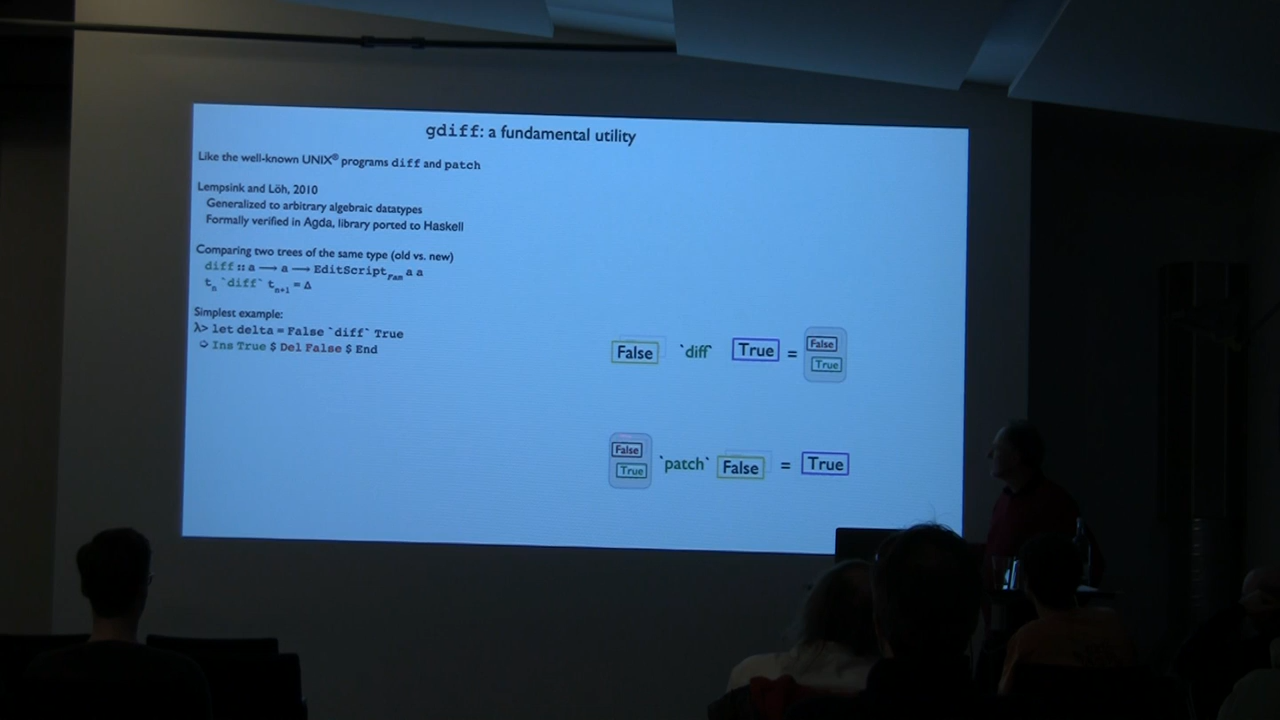 gdiff: a fundamental utility
Like the well-known UNIX® programs diff and patch
Lempsink and Löh, 2010
Generalized to arbitrary algebraic datatypes
Formally verified in Agda, library ported to Haskell
Comparing two trees of the same type (old vs. new)
diff :: a ⟶ a ⟶ EditScript_Fam a a
t_n `diff` t_n+1 = Δ
Simplest example:
λ> let delta = False `diff` True
➭ Ins True $ Del False $ End
False `diff` True = False
True
False
True `patch` False = True